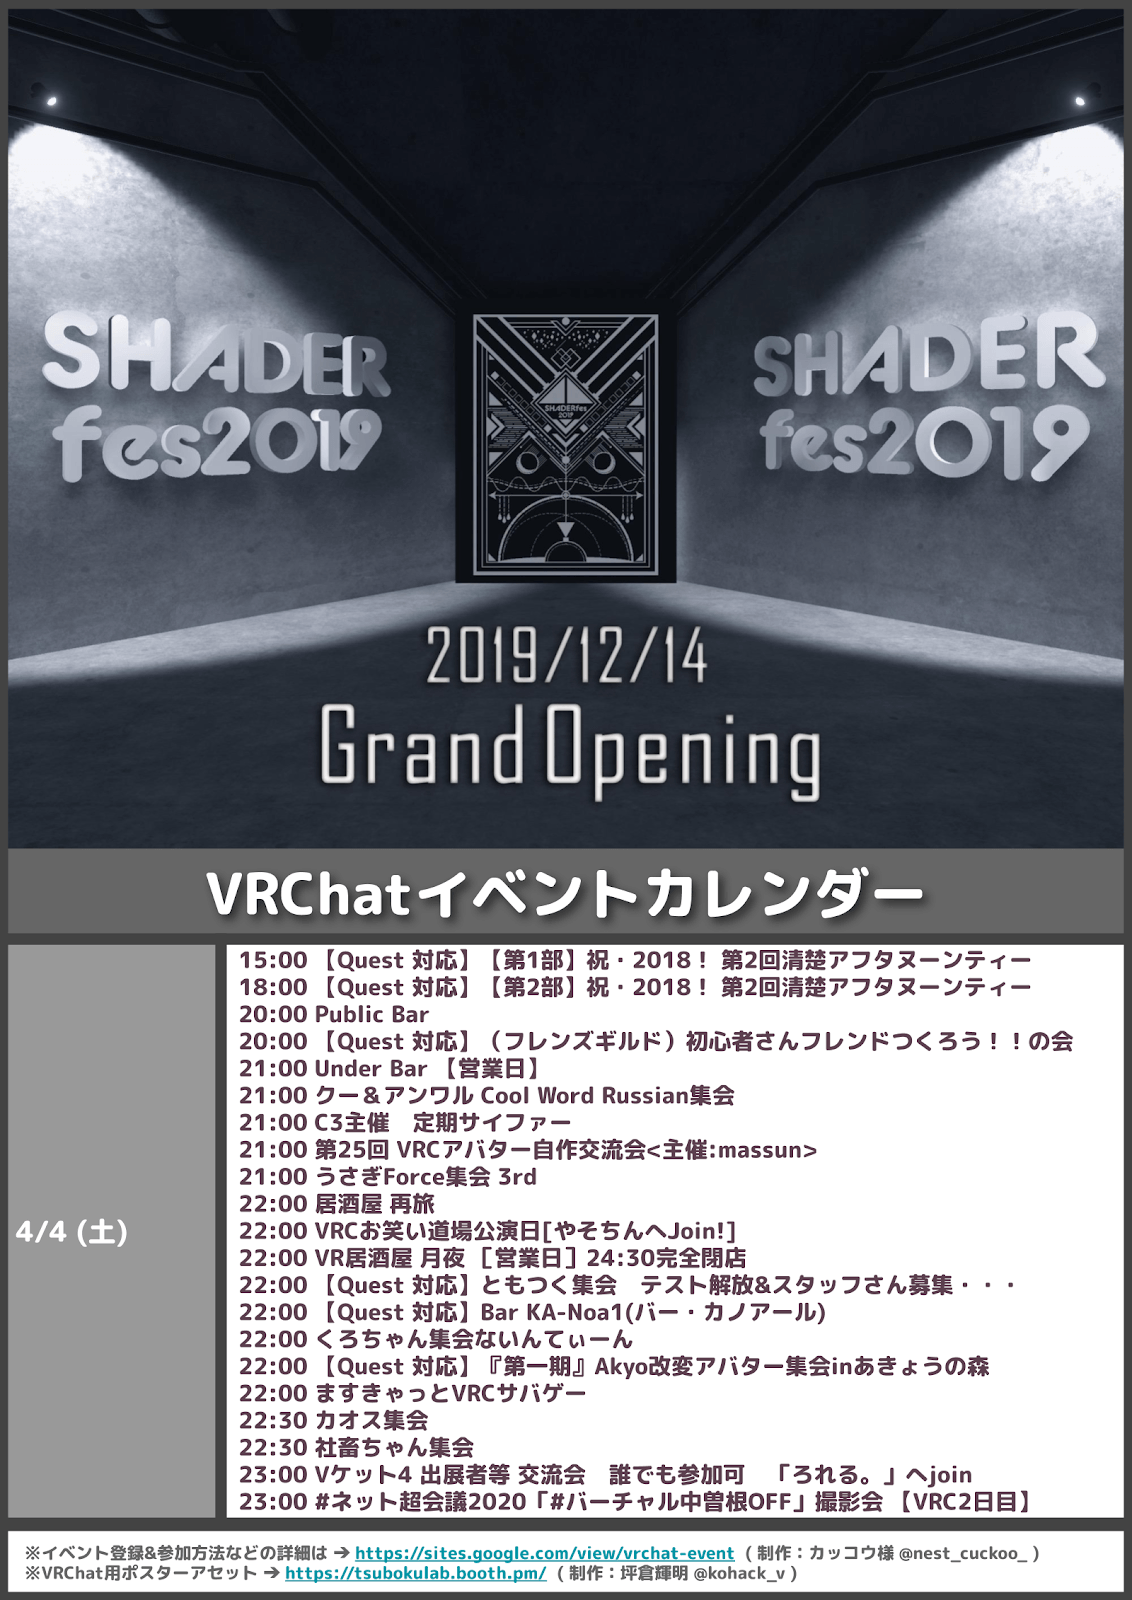 SHADER
fes2019
SHADER
fes2019
SHADERfes
2019
2019/12/14
Grand Opening
VRChatイベントカレンダー
4/4 (土)
15:00 【Quest 対応】【第1部】祝・2018！ 第2回清楚アフタヌーンティー
18:00 【Quest 対応】【第2部】祝・2018！ 第2回清楚アフタヌーンティー
20:00 Public Bar
20:00 【Quest 対応】（フレンズギルド）初心者さんフレンドつくろう！！の会
21:00 Under Bar 【営業日】
21:00 クー＆アンワル Cool Word Russian集会
21:00 C3主催　定期サイファー
21:00 第25回 VRCアバター自作交流会<主催:massun>
21:00 うさぎForce集会 3rd
22:00 居酒屋 再旅
22:00 VRCお笑い道場公演日[やそちんへJoin!]
22:00 VR居酒屋 月夜 ［営業日］24:30完全閉店
22:00 【Quest 対応】ともつく集会　テスト解放&スタッフさん募集・・・
22:00 【Quest 対応】Bar KA-Noa1(バー・カノアール)
22:00 くろちゃん集会ないんてぃーん
22:00 【Quest 対応】『第一期』Akyo改変アバター集会inあきょうの森
22:00 ますきゃっとVRCサバゲー
22:30 カオス集会
22:30 社畜ちゃん集会
23:00 Vケット4 出展者等 交流会　誰でも参加可　「ろれる。」へjoin
23:00 #ネット超会議2020「#バーチャル中曽根OFF」撮影会 【VRC2日目】
※イベント登録&参加方法などの詳細は ➔ https://sites.google.com/view/vrchat-event ( 制作：カッコウ様 @nest_cuckoo_ )
※VRChat用ポスターアセット ➔ https://tsubokulab.booth.pm/ ( 制作：坪倉輝明 @kohack_v )